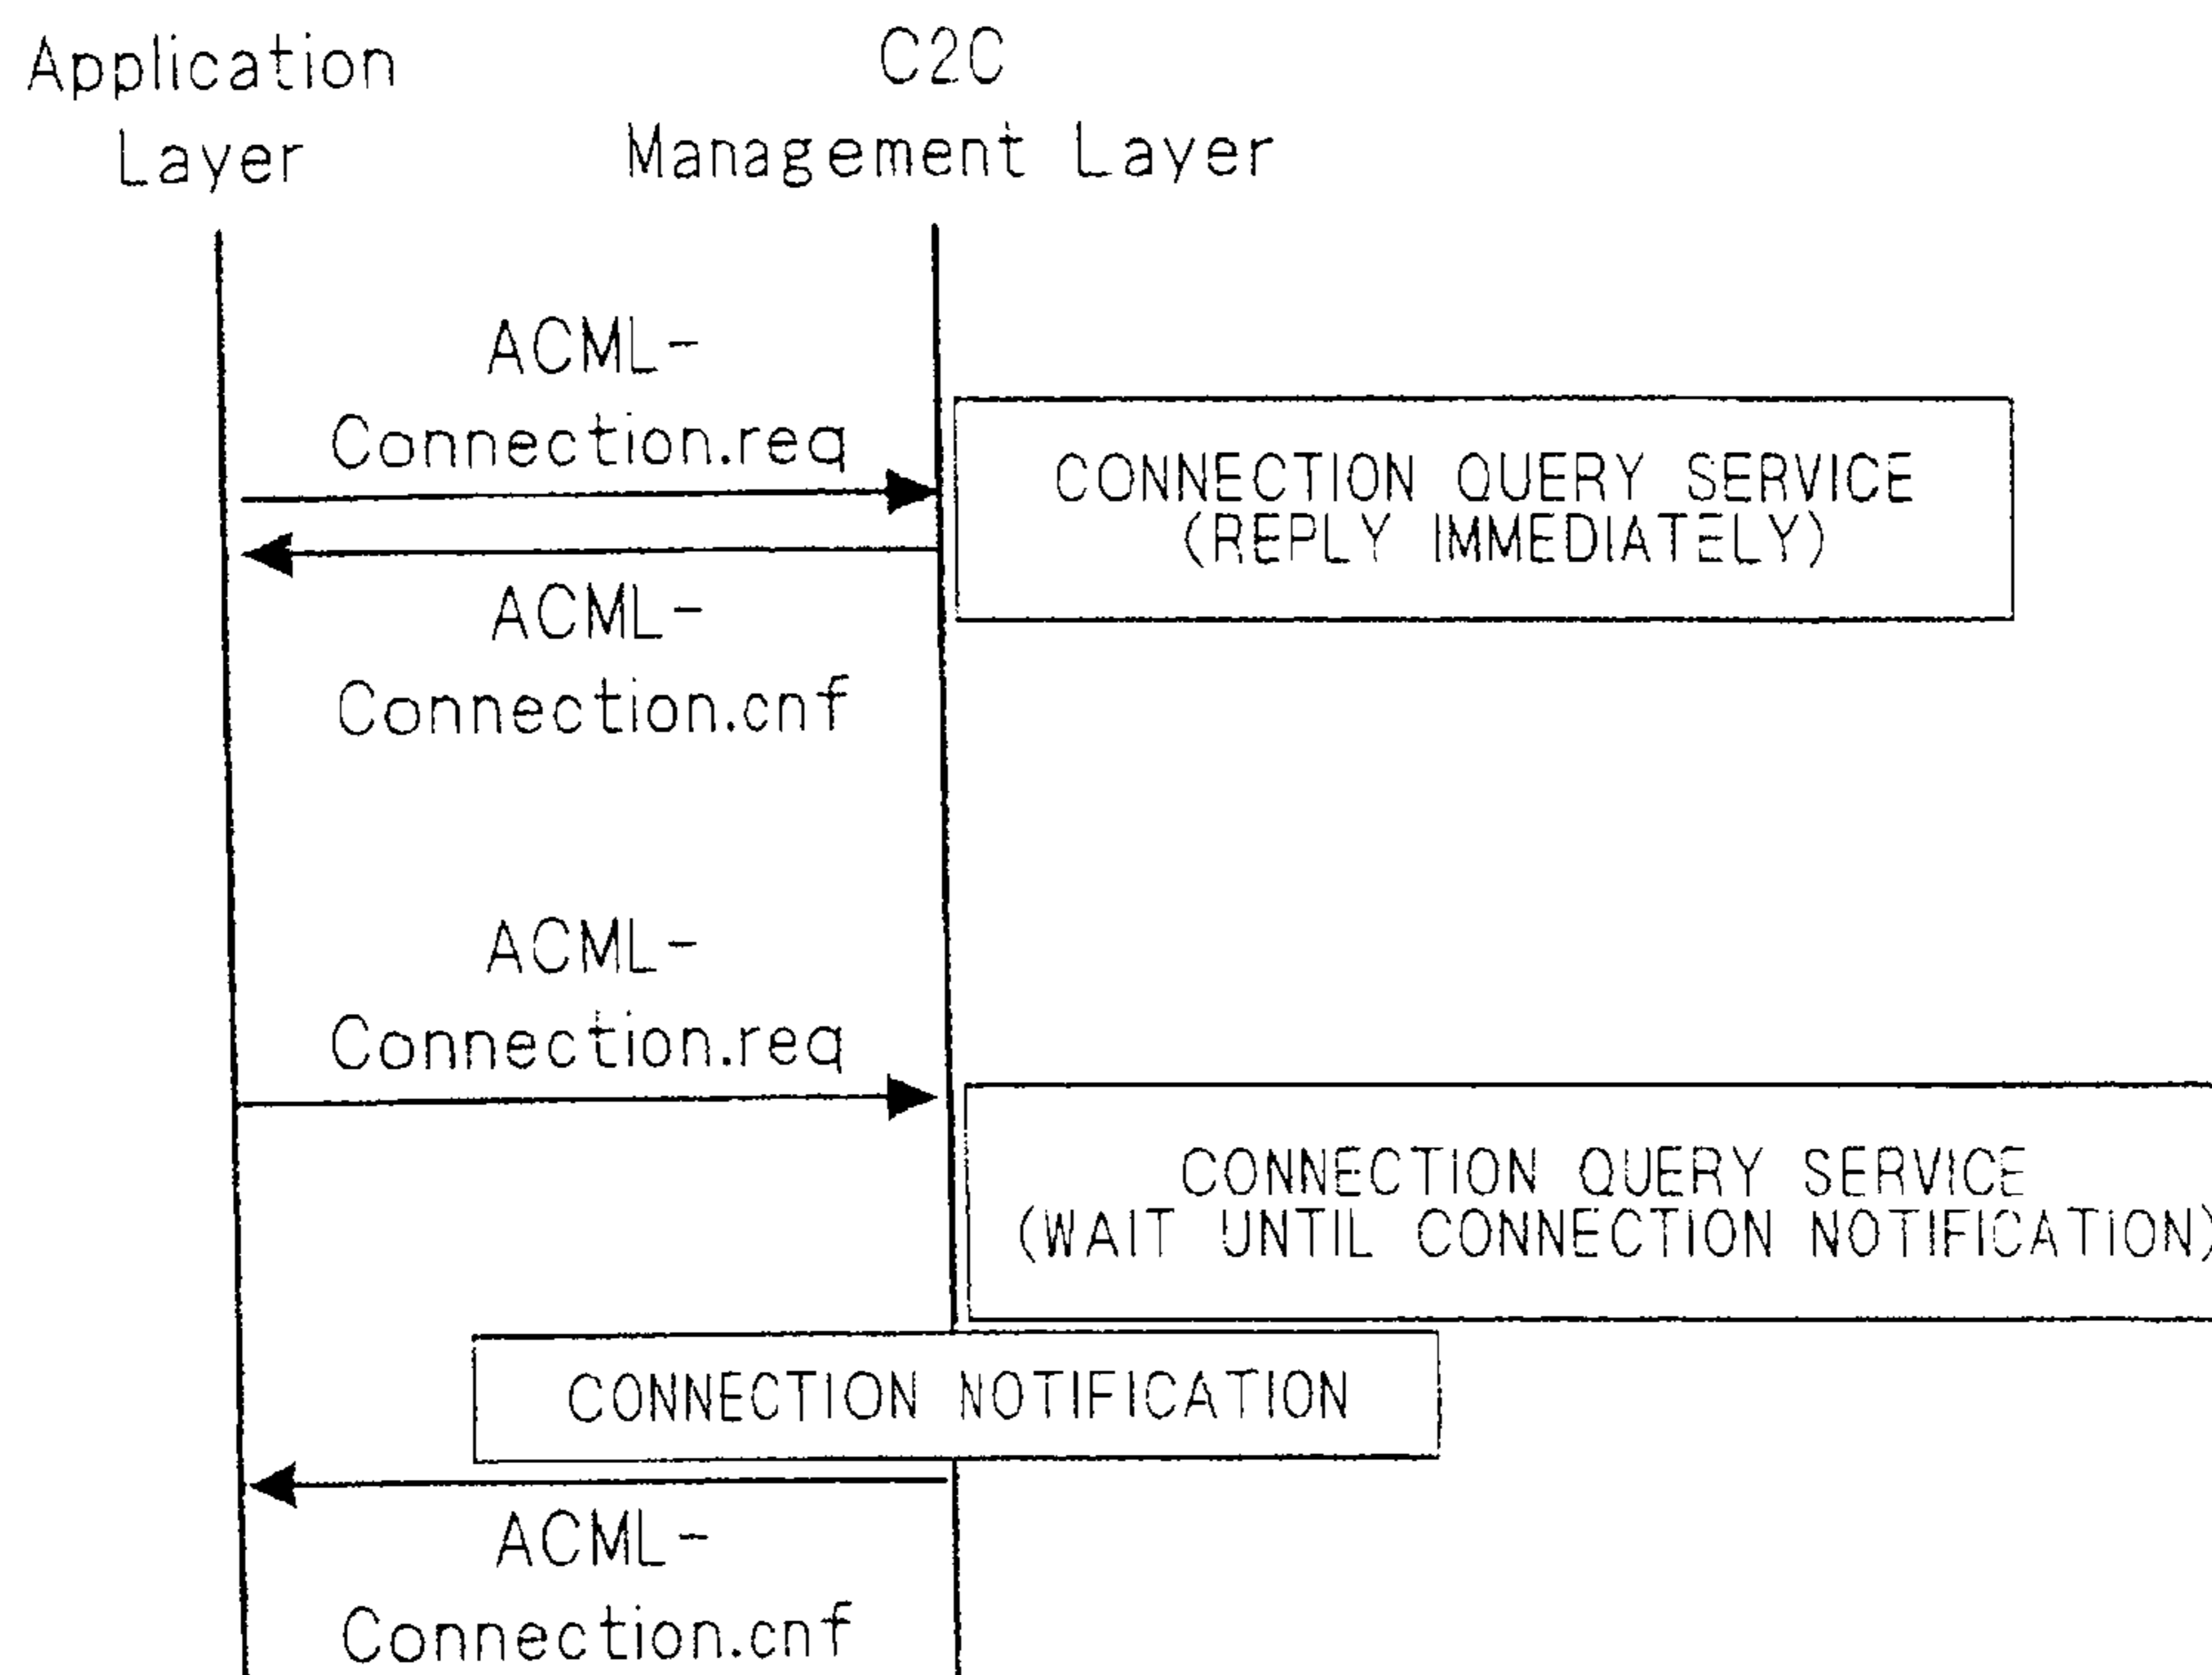 Application
Layer
C2C
Management Layer
ACML-
Connection.req
CONNECTION QUERY SERVICE
(REPLY IMMEDIATELY)
ACML-
Connection.cnf
ACML-
Connection.req
CONNECTION QUERY SERVICE
(WAIT UNTIL CONNECTION NOTIFICATION)
CONNECTION NOTIFICATION
ACML-
Connection.cnf